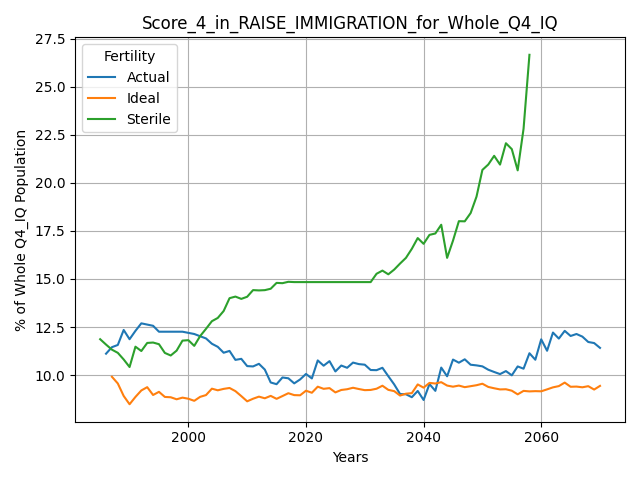 Score_4_in_RAISE_IMMIGRATION_for_Whole_Q4_IQ
27.5
25.0
22.5
20.0
17.5
15.0
12.5
10.0
% of Whole Q4_IQ Population
Fertility
Actual
Ideal
Sterile
2000
2020
2040
2060
Years